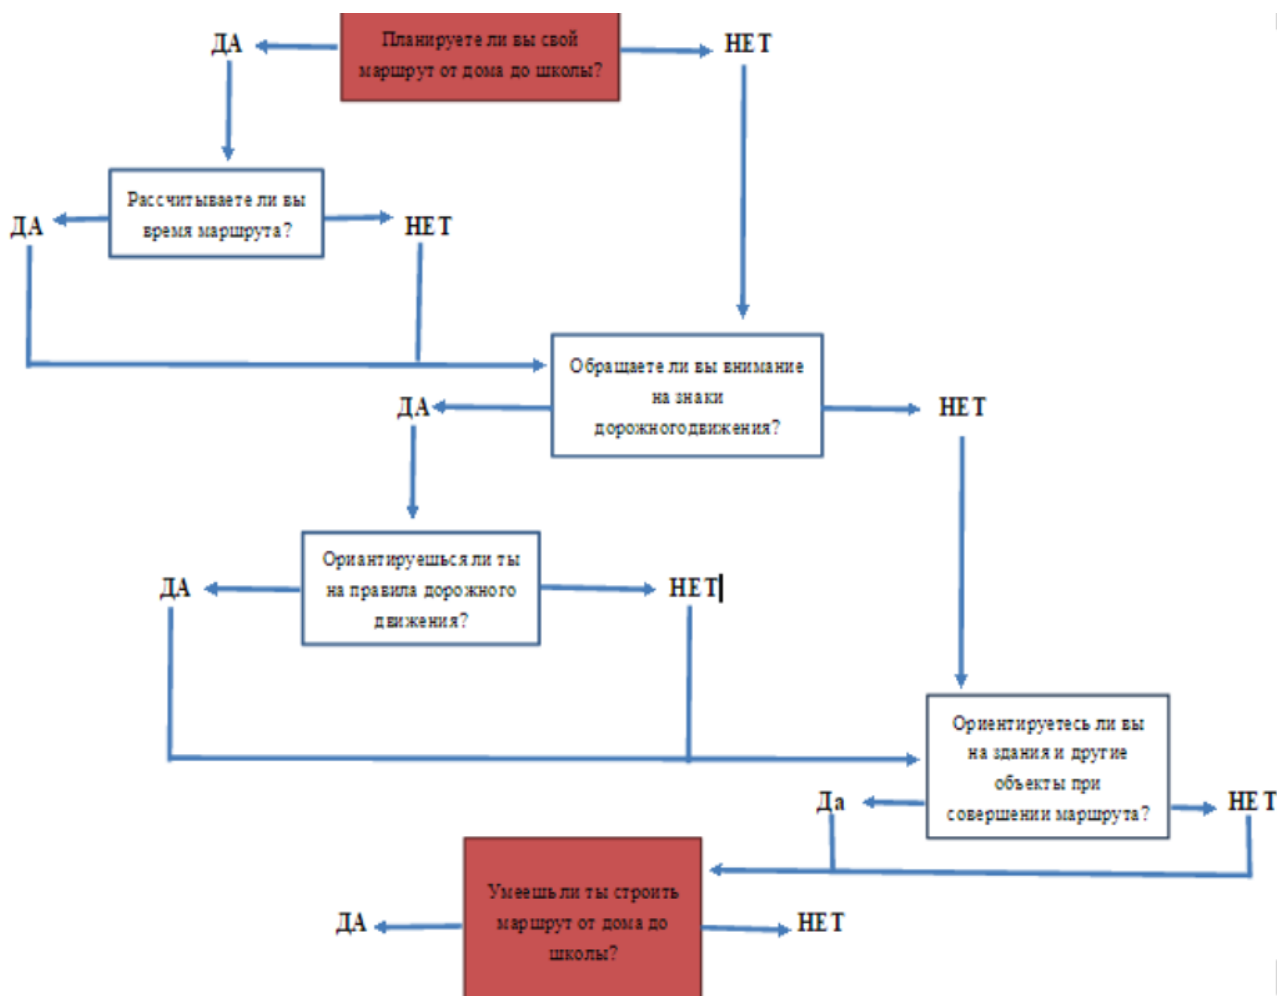 ДА
Планируете ли вы свой
маршрут от дома до школы?
НЕТ
Рассчитываете ли вы
время маршрута?
ДА
НЕТ
Обращаете ли вы внимание
на знаки
дорожногодвижения?
ДА
НЕТ
Ориантируешься ли ты
на правила дорожного
движения?
ДА
НЕТ
Ориентируетесь ли вы
на здания и другие
объекты при
совершении маршрута?
Да
НЕТ
Умеешь ли ты строить
маршрут от дома до
школы?
ДА
НЕТ